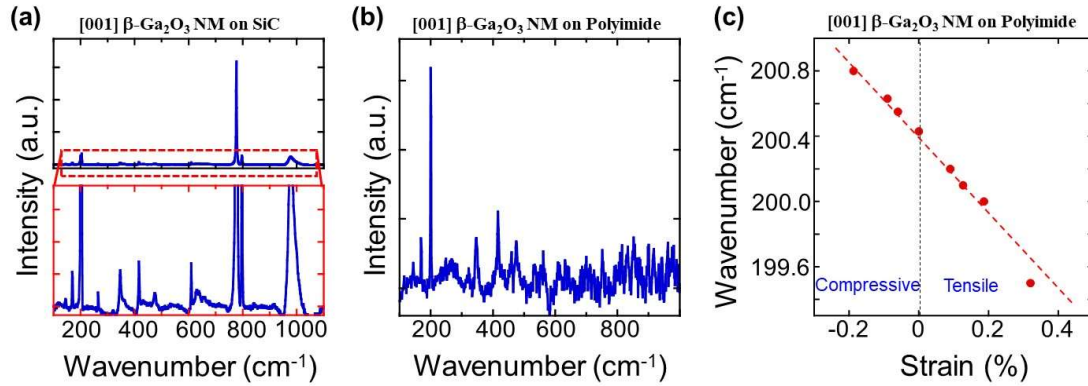 (a)
[001] β-Ga₂O₃ NM on SiC
Intensity (a.u.)
200 400 600 800 1000
Wavenumber (cm⁻¹)
(b)
[001] β-Ga₂O₃ NM on Polyimide
Intensity (a.u.)
200 400 600 800
Wavenumber (cm⁻¹)
(c)
[001] β-Ga₂O₃ NM on Polyimide
Wavenumber (cm⁻¹)
200.8
200.4
200.0
199.6
Compressive
Tensile
-0.2 0 0.2 0.4
Strain (%)